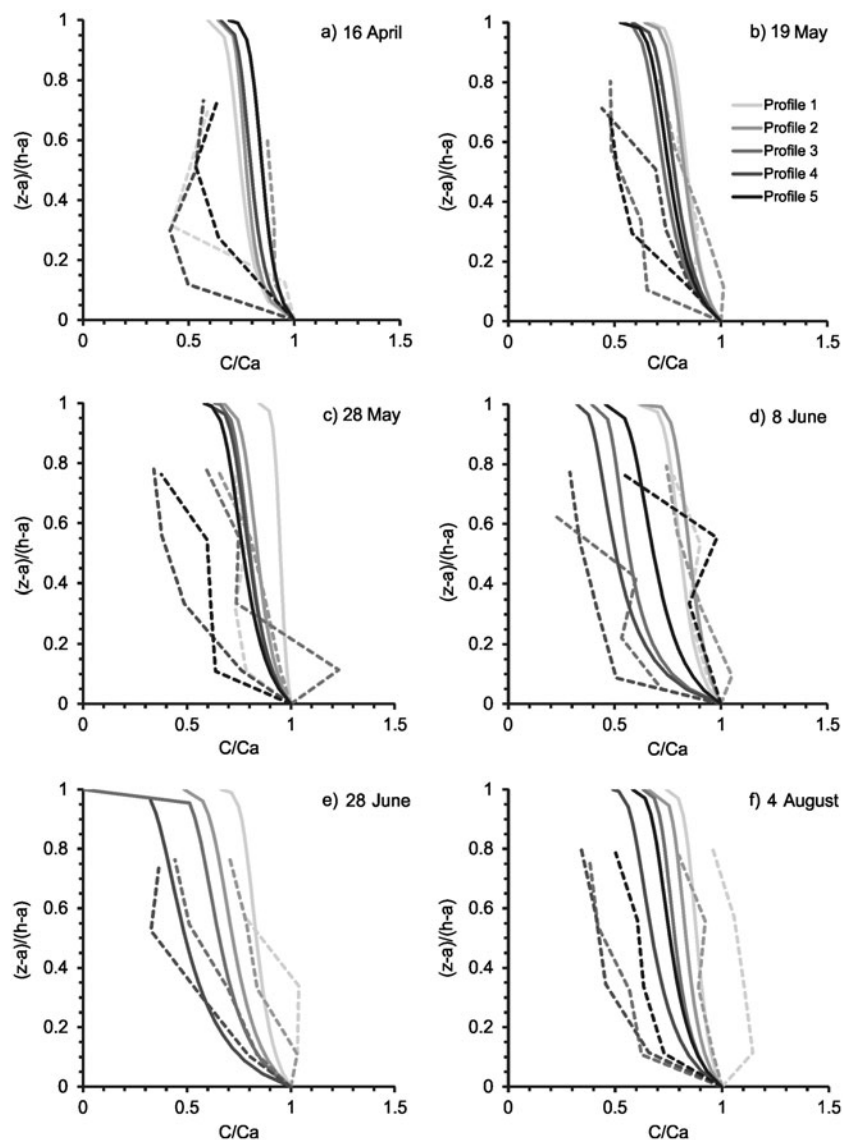 a) 16 April
(z-a)/(h-a)
1
0.8
0.6
0.4
0.2
0
0 0.5 1 1.5
C/Ca
b) 19 May
Profile 1
Profile 2
Profile 3
Profile 4
Profile 5
(z-a)/(h-a)
1
0.8
0.6
0.4
0.2
0
0 0.5 1 1.5
C/Ca
c) 28 May
(z-a)/(h-a)
1
0.8
0.6
0.4
0.2
0
0 0.5 1 1.5
C/Ca
d) 8 June
(z-a)/(h-a)
1
0.8
0.6
0.4
0.2
0
0 0.5 1 1.5
C/Ca
e) 28 June
(z-a)/(h-a)
1
0.8
0.6
0.4
0.2
0
0 0.5 1 1.5
C/Ca
f) 4 August
(z-a)/(h-a)
1
0.8
0.6
0.4
0.2
0
0 0.5 1 1.5
C/Ca